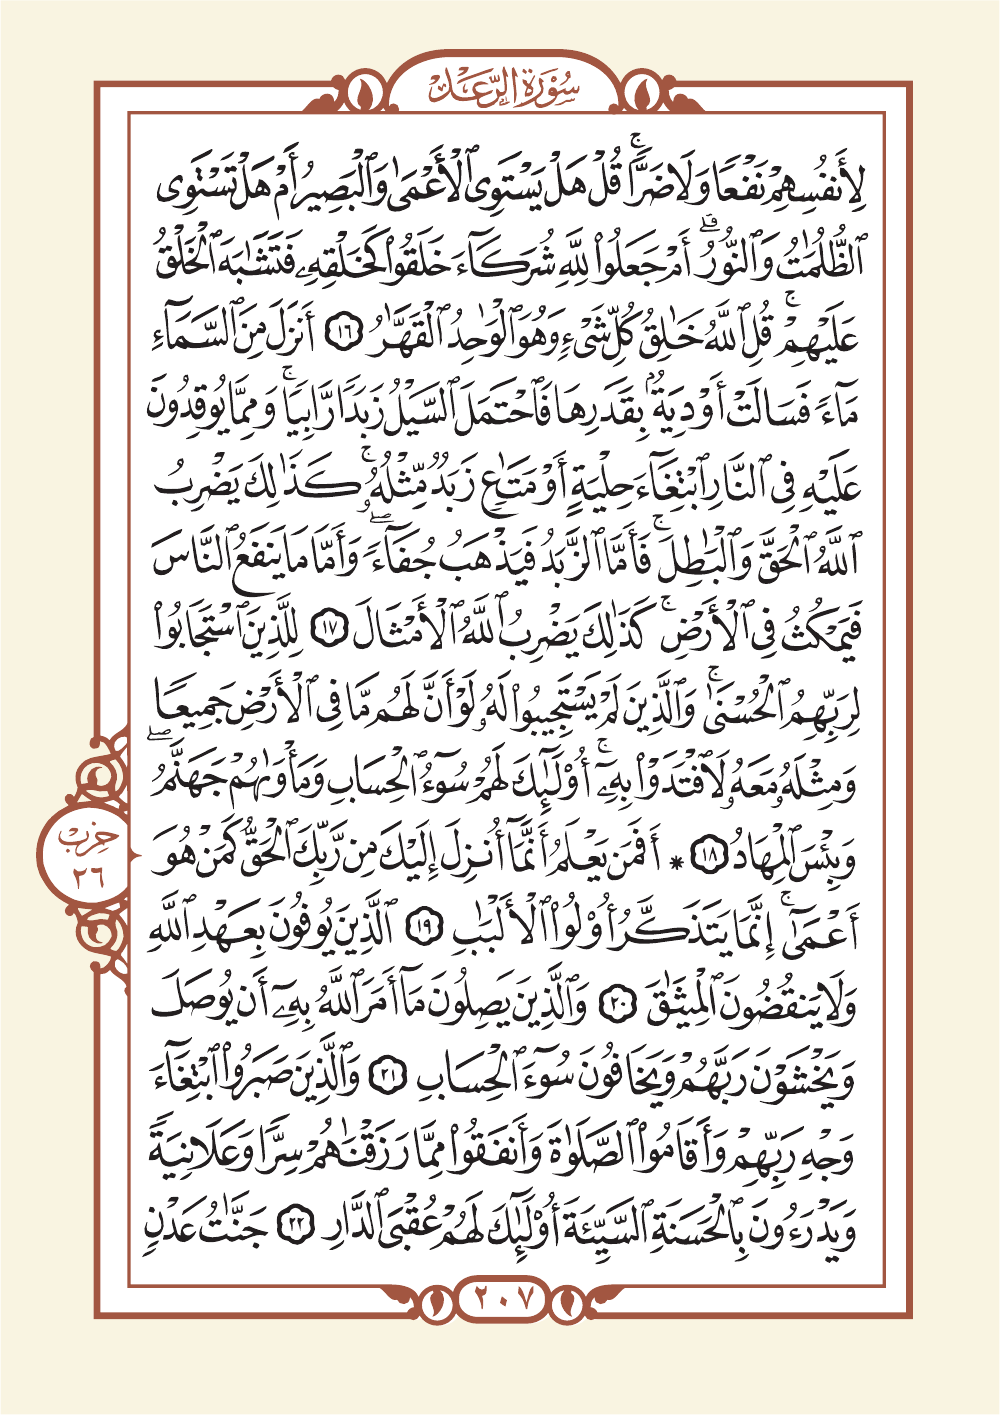 سُورَةُ الرَّعْدِ
لِأَنفُسِهِمْ نَفْعًا وَلَا ضَرًّاۚ قُلْ هَلْ يَسْتَوِى ٱلْأَعْمَىٰ وَٱلْبَصِيرُ أَمْ هَلْ تَسْتَوِى
ٱلظُّلُمَٰتُ وَٱلنُّورُۗ أَمْ جَعَلُوا۟ لِلَّهِ شُرَكَآءَ خَلَقُوا۟ كَخَلْقِهِۦ فَتَشَٰبَهَ ٱلْخَلْقُ
عَلَيْهِمْۚ قُلِ ٱللَّهُ خَٰلِقُ كُلِّ شَىْءٍ وَهُوَ ٱلْوَٰحِدُ ٱلْقَهَّٰرُ ١٦ أَنزَلَ مِنَ ٱلسَّمَآءِ
مَآءً فَسَالَتْ أَوْدِيَةٌۢ بِقَدَرِهَا فَٱحْتَمَلَ ٱلسَّيْلُ زَبَدًا رَّابِيًاۚ وَمِمَّا يُوقِدُونَ
عَلَيْهِ فِى ٱلنَّارِ ٱبْتِغَآءَ حِلْيَةٍ أَوْ مَتَٰعٍ زَبَدٌ مِّثْلُهُۥۚ كَذَٰلِكَ يَضْرِبُ
ٱللَّهُ ٱلْحَقَّ وَٱلْبَٰطِلَۚ فَأَمَّا ٱلزَّبَدُ فَيَذْهَبُ جُفَآءًۖ وَأَمَّا مَا يَنفَعُ ٱلنَّاسَ
فَيَمْكُثُ فِى ٱلْأَرْضِۚ كَذَٰلِكَ يَضْرِبُ ٱللَّهُ ٱلْأَمْثَالَ ١٧ لِلَّذِينَ ٱسْتَجَابُوا۟
لِرَبِّهِمُ ٱلْحُسْنَىٰۚ وَٱلَّذِينَ لَمْ يَسْتَجِيبُوا۟ لَهُۥ لَوْ أَنَّ لَهُم مَّا فِى ٱلْأَرْضِ جَمِيعًا
وَمِثْلَهُۥ مَعَهُۥ لَٱفْتَدَوْا۟ بِهِۦٓۚ أُو۟لَٰٓئِكَ لَهُمْ سُوٓءُ ٱلْحِسَابِ وَمَأْوَىٰهُمْ جَهَنَّمُۖ
وَبِئْسَ ٱلْمِهَادُ ١٨ ۞ أَفَمَن يَعْلَمُ أَنَّمَآ أُنزِلَ إِلَيْكَ مِن رَّبِّكَ ٱلْحَقُّ كَمَنْ هُوَ
أَعْمَىٰٓۚ إِنَّمَا يَتَذَكَّرُ أُو۟لُوا۟ ٱلْأَلْبَٰبِ ١٩ ٱلَّذِينَ يُوفُونَ بِعَهْدِ ٱللَّهِ
وَلَا يَنقُضُونَ ٱلْمِيثَٰقَ ٢٠ وَٱلَّذِينَ يَصِلُونَ مَآ أَمَرَ ٱللَّهُ بِهِۦٓ أَن يُوصَلَ
وَيَخْشَوْنَ رَبَّهُمْ وَيَخَافُونَ سُوٓءَ ٱلْحِسَابِ ٢١ وَٱلَّذِينَ صَبَرُوا۟ ٱبْتِغَآءَ
وَجْهِ رَبِّهِمْ وَأَقَامُوا۟ ٱلصَّلَوٰةَ وَأَنفَقُوا۟ مِمَّا رَزَقْنَٰهُمْ سِرًّا وَعَلَانِيَةً
وَيَدْرَءُونَ بِٱلْحَسَنَةِ ٱلسَّيِّئَةَ أُو۟لَٰٓئِكَ لَهُمْ عُقْبَى ٱلدَّارِ ٢٢ جَنَّٰتُ عَدْنٍ
حِزْب
٢٦
٢٠٧